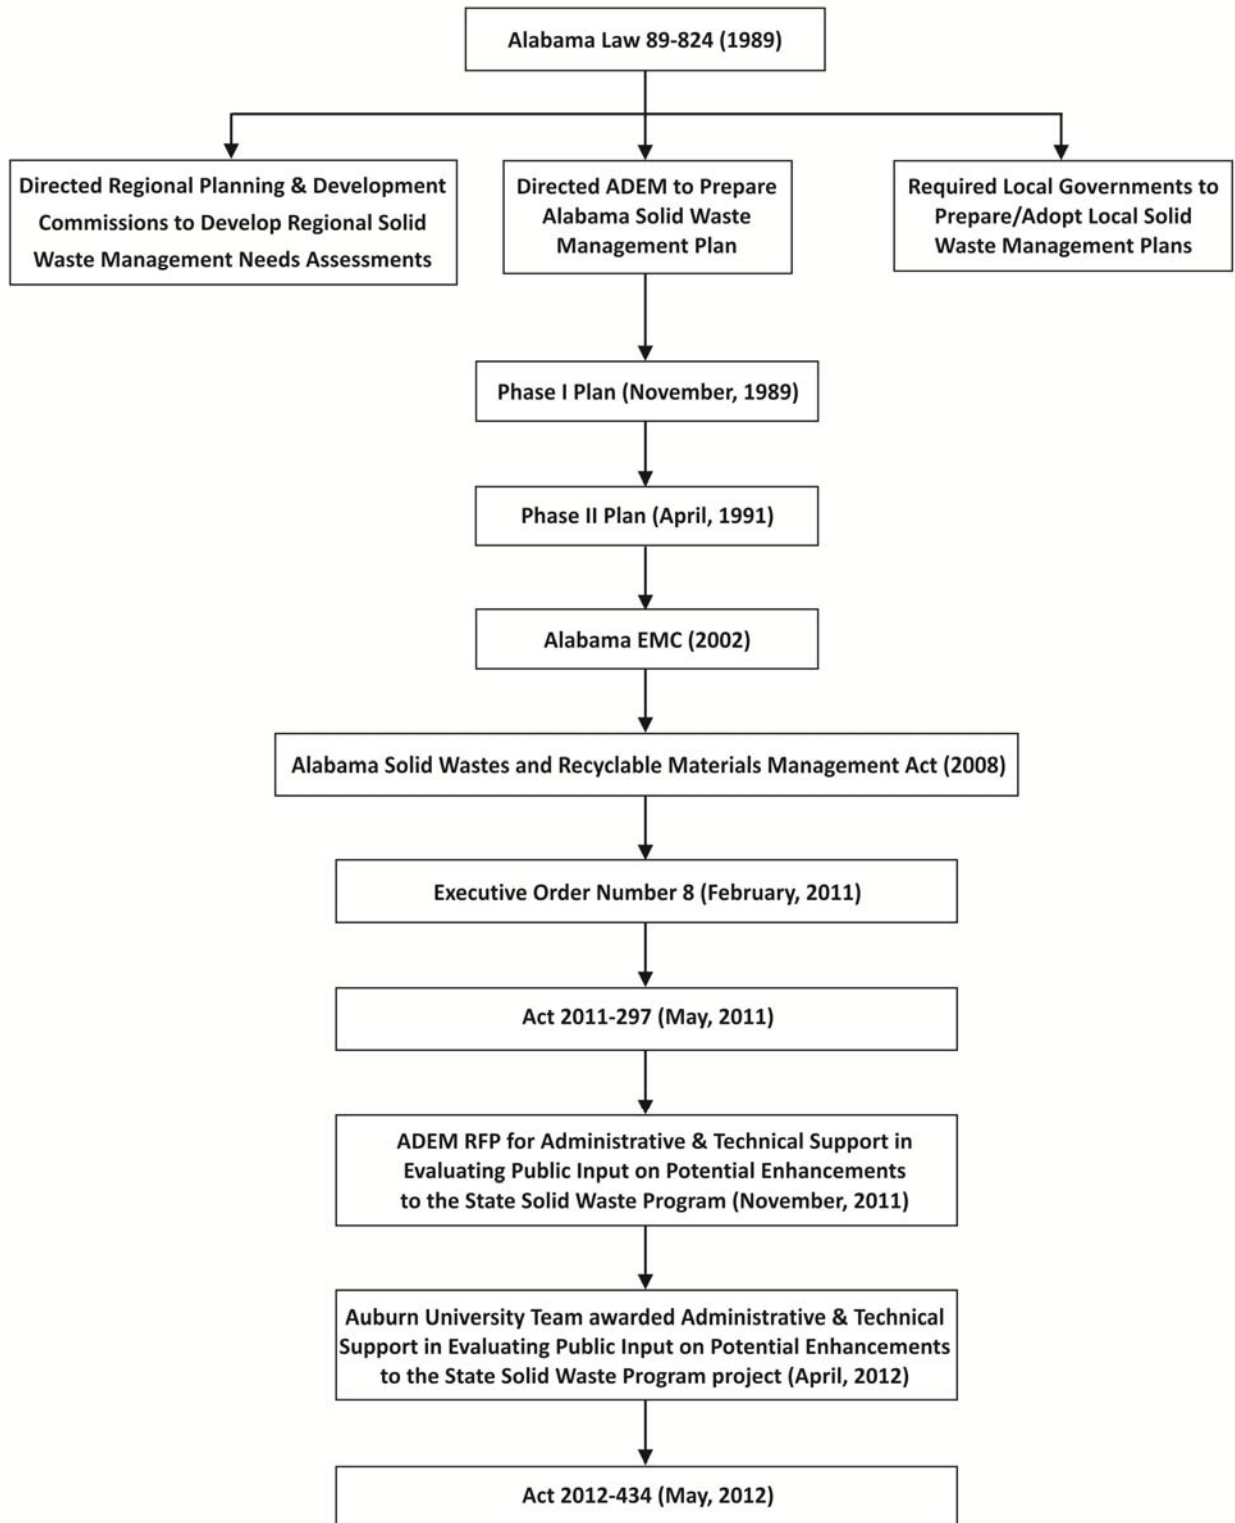 Alabama Law 89-824 (1989)
Directed Regional Planning & Development
Commissions to Develop Regional Solid
Waste Management Needs Assessments
Directed ADEM to Prepare
Alabama Solid Waste
Management Plan
Required Local Governments to
Prepare/Adopt Local Solid
Waste Management Plans
Phase I Plan (November, 1989)
Phase II Plan (April, 1991)
Alabama EMC (2002)
Alabama Solid Wastes and Recyclable Materials Management Act (2008)
Executive Order Number 8 (February, 2011)
Act 2011-297 (May, 2011)
ADEM RFP for Administrative & Technical Support in
Evaluating Public Input on Potential Enhancements
to the State Solid Waste Program (November, 2011)
Auburn University Team awarded Administrative & Technical
Support in Evaluating Public Input on Potential Enhancements
to the State Solid Waste Program project (April, 2012)
Act 2012-434 (May, 2012)